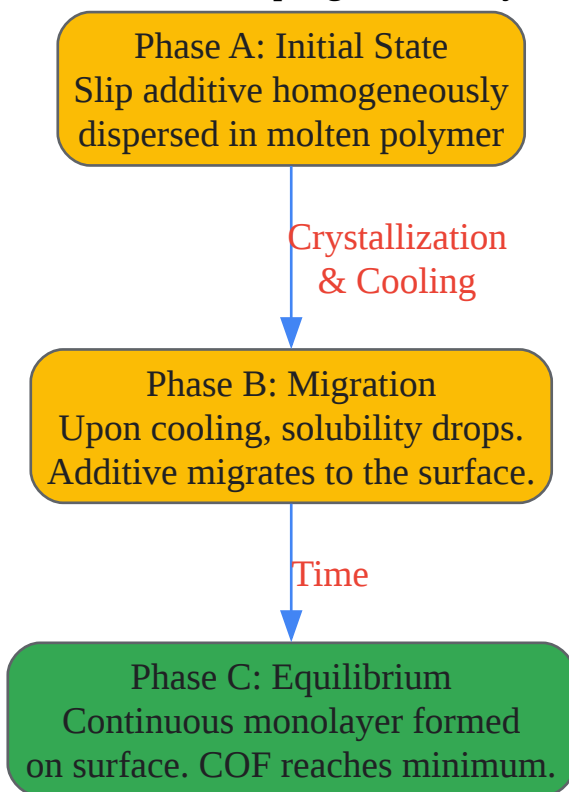 Phase A: Initial State
Slip additive homogeneously
dispersed in molten polymer
Crystallization
& Cooling
Phase B: Migration
Upon cooling, solubility drops.
Additive migrates to the surface.
Time
Phase C: Equilibrium
Continuous monolayer formed
on surface. COF reaches minimum.